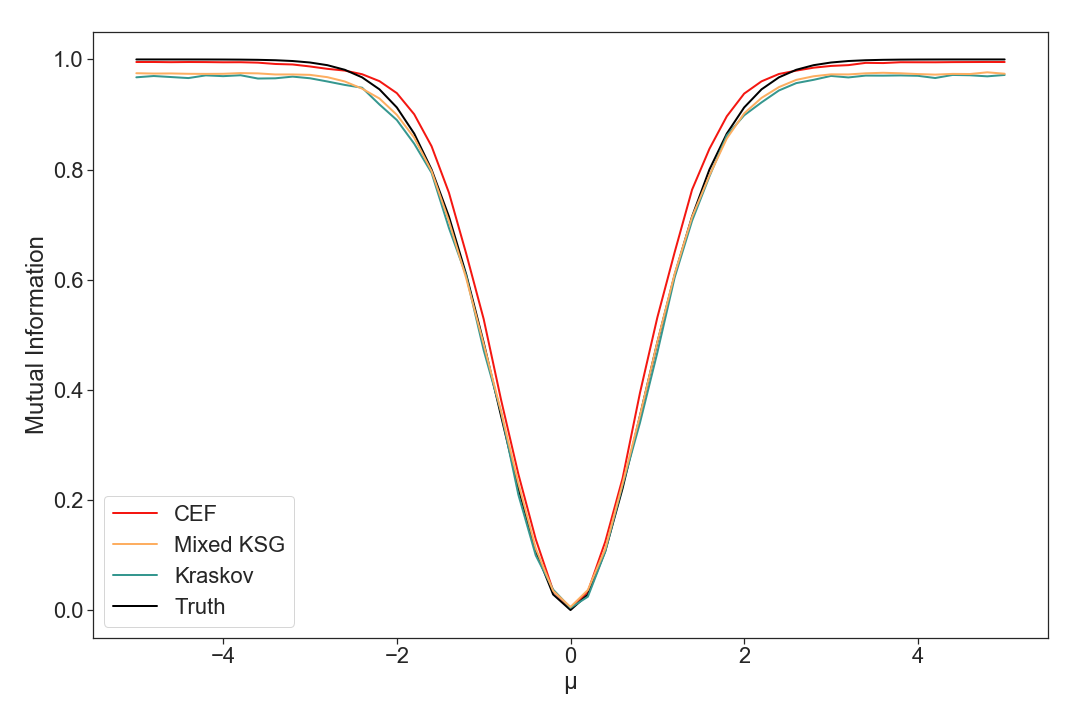 1.0
0.8
0.6
0.4
0.2
0.0
Mutual Information
CEF
Mixed KSG
Kraskov
Truth
−4 −2 0 2 4
μ